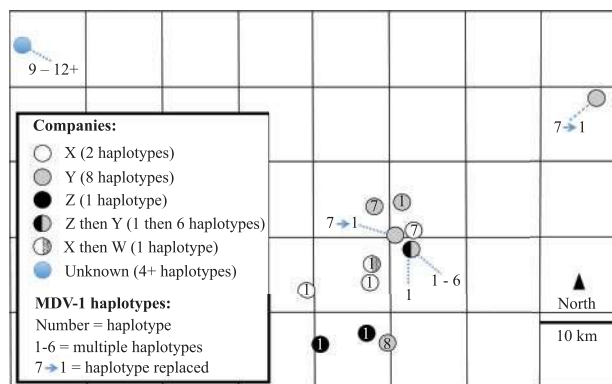 9 – 12+
7→1
Companies:
X (2 haplotypes)
Y (8 haplotypes)
Z (1 haplotype)
Z then Y (1 then 6 haplotypes)
X then W (1 haplotype)
Unknown (4+ haplotypes)
MDV-1 haplotypes:
Number = haplotype
1-6 = multiple haplotypes
7→1 = haplotype replaced
7
1
7→1
7
1
1 - 6
1
1
1
North
10 km
1
1
8